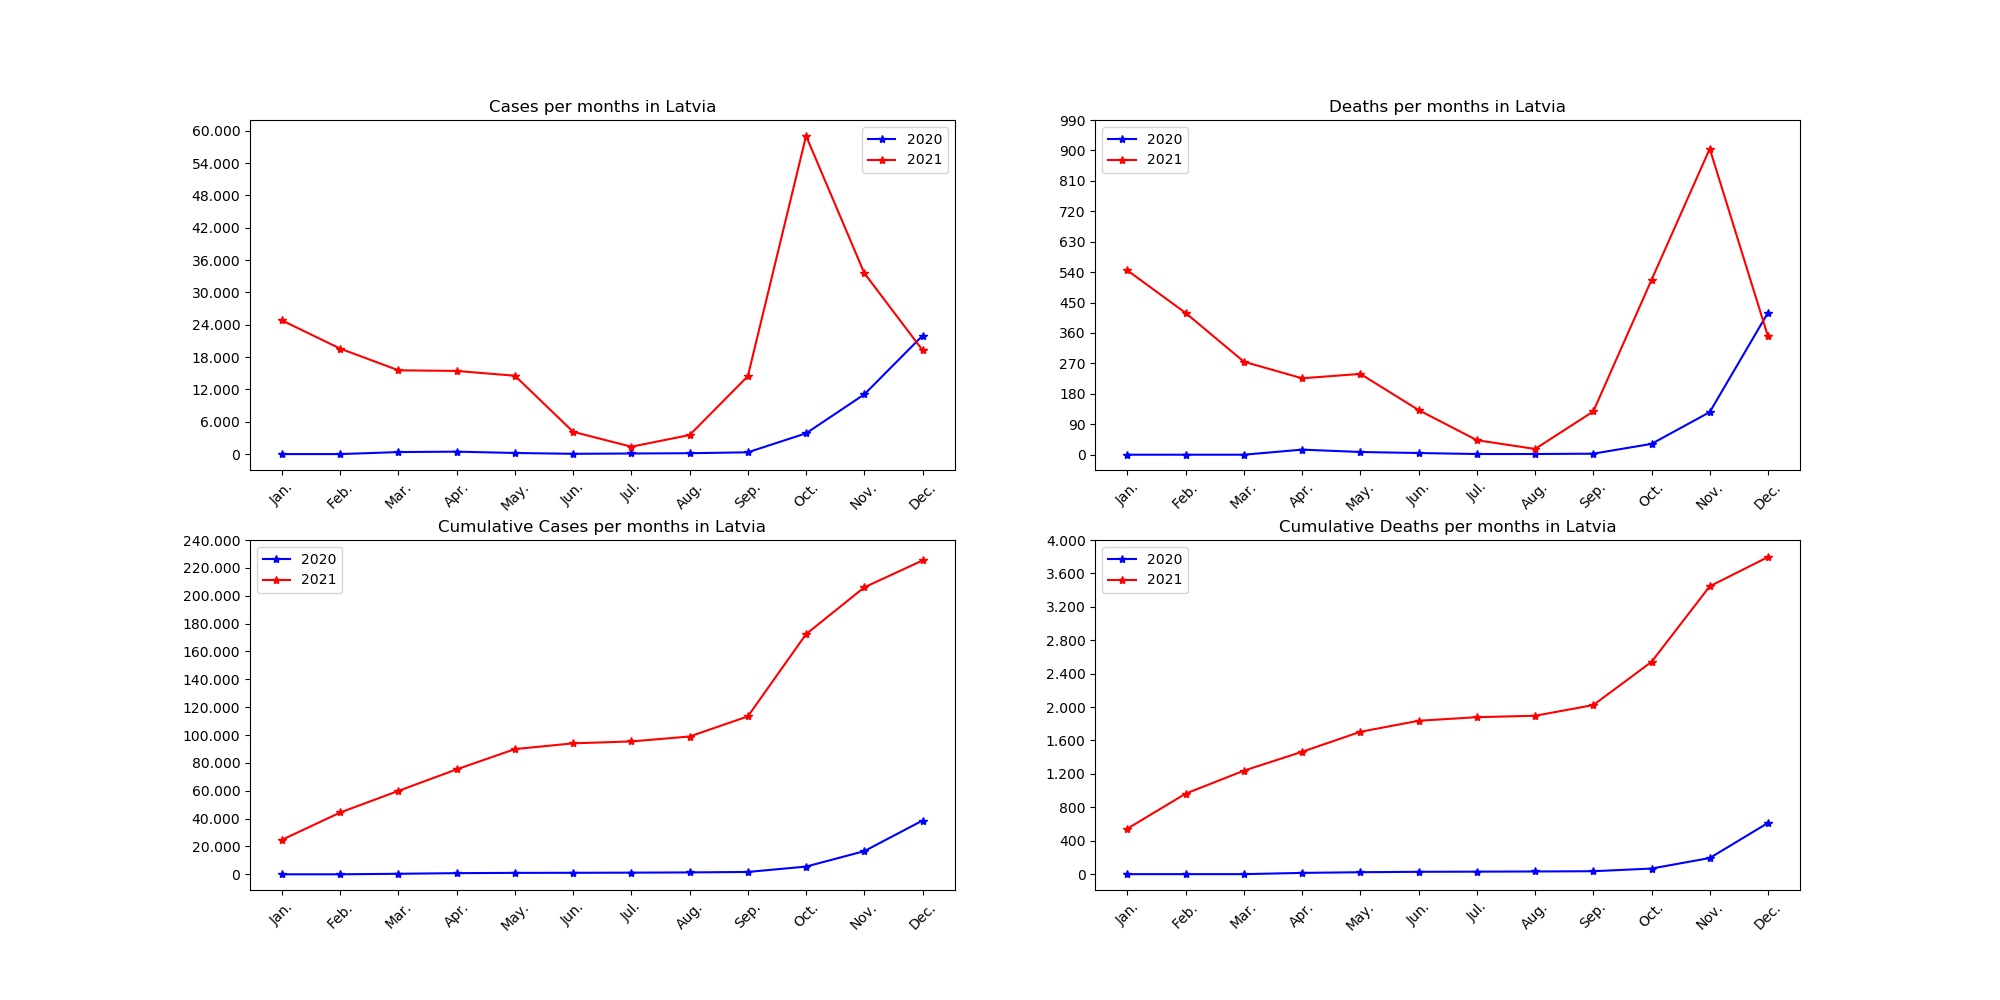 Cases per months in Latvia
60.000
54.000
48.000
42.000
36.000
30.000
24.000
18.000
12.000
6.000
0
2020
2021
Jan.
Feb.
Mar.
Apr.
May.
Jun.
Jul.
Aug.
Sep.
Oct.
Nov.
Dec.
Deaths per months in Latvia
990
900
810
720
630
540
450
360
270
180
90
0
2020
2021
Jan.
Feb.
Mar.
Apr.
May.
Jun.
Jul.
Aug.
Sep.
Oct.
Nov.
Dec.
Cumulative Cases per months in Latvia
240.000
220.000
200.000
180.000
160.000
140.000
120.000
100.000
80.000
60.000
40.000
20.000
0
2020
2021
Jan.
Feb.
Mar.
Apr.
May.
Jun.
Jul.
Aug.
Sep.
Oct.
Nov.
Dec.
Cumulative Deaths per months in Latvia
4.000
3.600
3.200
2.800
2.400
2.000
1.600
1.200
800
400
0
2020
2021
Jan.
Feb.
Mar.
Apr.
May.
Jun.
Jul.
Aug.
Sep.
Oct.
Nov.
Dec.